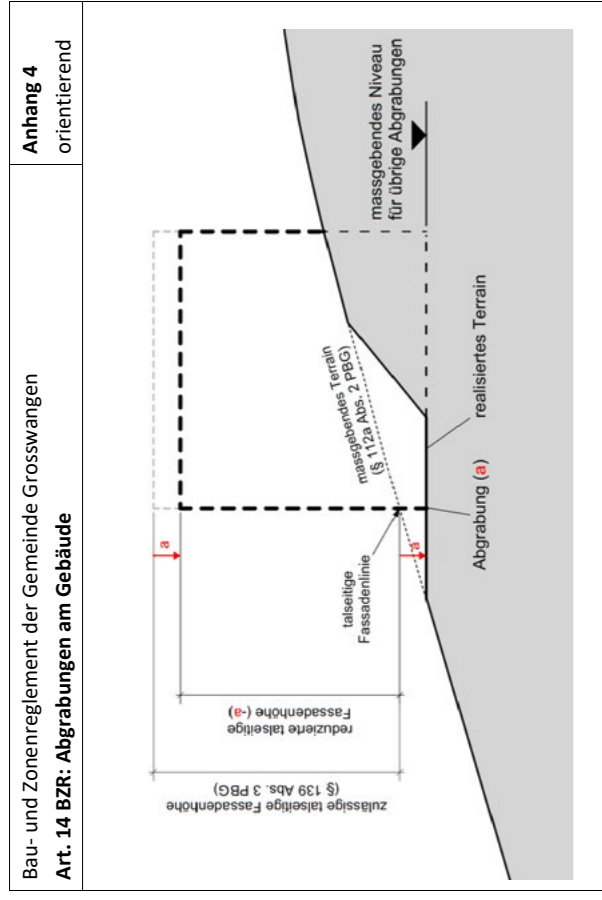 Bau- und Zonenreglement der Gemeinde Grosswangen
Art. 14 BZR: Abgrabungen am Gebäude
Anhang 4
orientierend
zulässige talseitige Fassadenhöhe
(§ 139 Abs. 3 PBG)
reduzierte talseitige
Fassadenhöhe (-a)
a
talseitige
Fassadenlinie
a
massgebendes Terrain
(§ 112a Abs. 2 PBG)
massgebendes Niveau
für übrige Abgrabungen
Abgrabung (a)
realisiertes Terrain